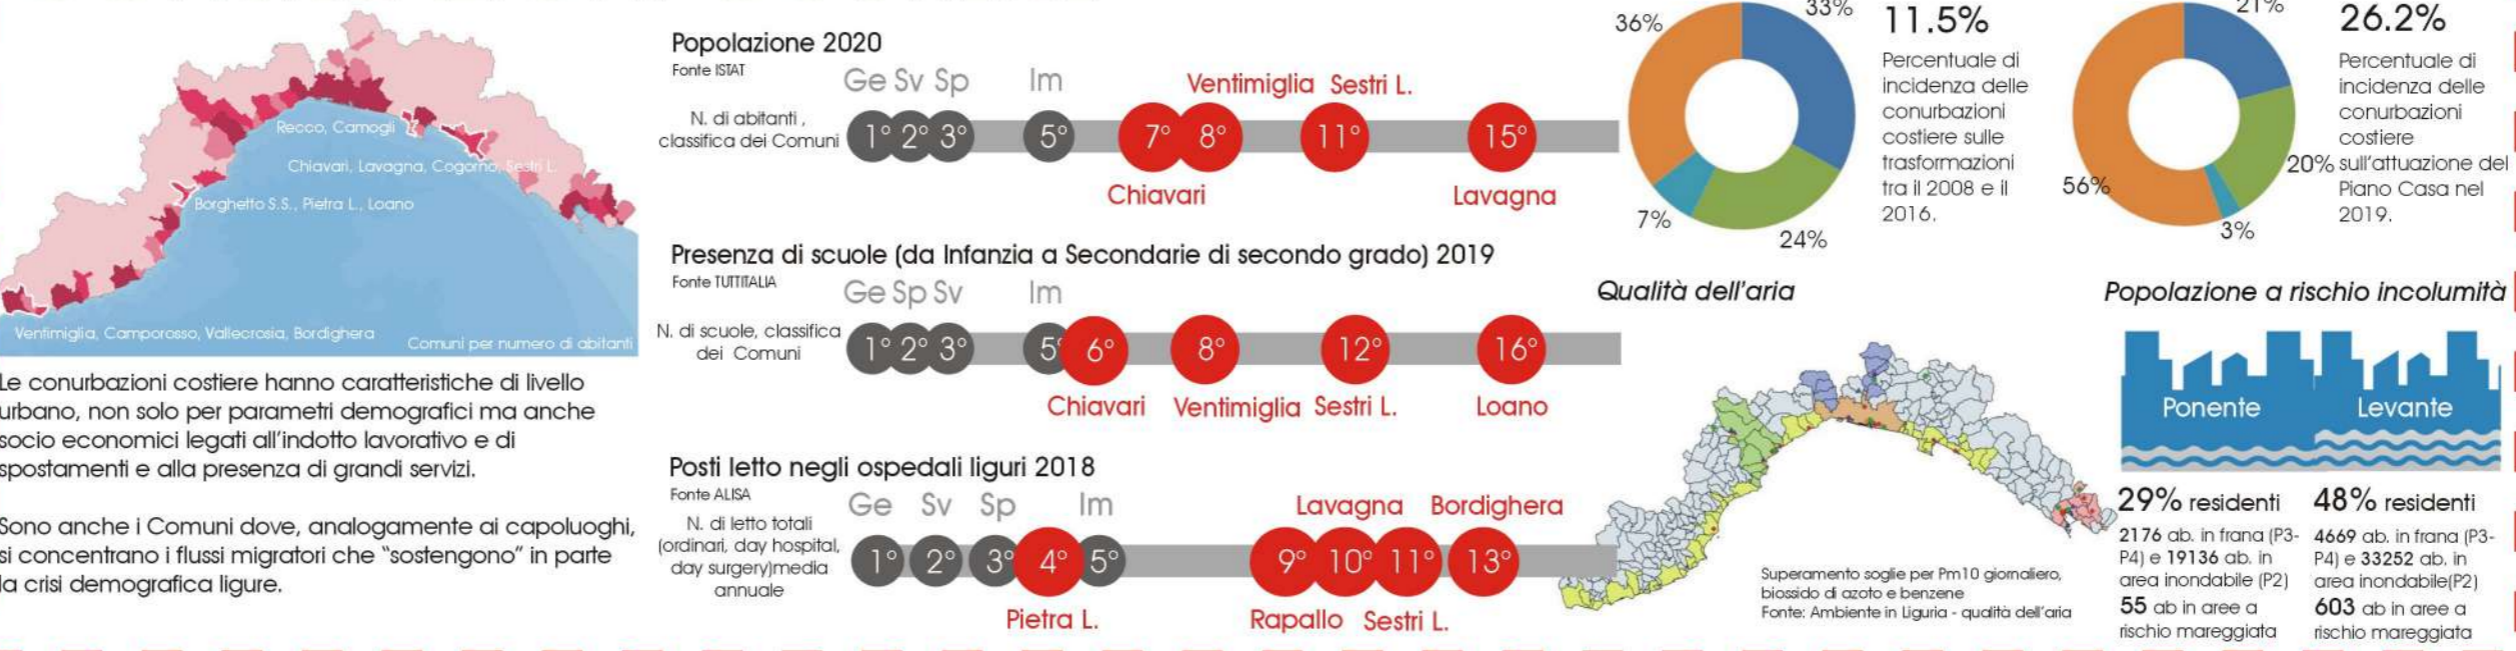 Recco, Camogli
Chiavari, Lavagna, Cogorno, Sestri L.
Borghetto S.S., Pietra L., Loano
Ventimiglia, Camporosso, Vallecrosia, Bordighera
Comuni per numero di abitanti
Le conurbazioni costiere hanno caratteristiche di livello
urbano, non solo per parametri demografici ma anche
socio economici legati all'indotto lavorativo e di
spostamenti e alla presenza di grandi servizi.
Sono anche i Comuni dove, analogamente ai capoluoghi,
si concentrano i flussi migratori che "sostengono" in parte
la crisi demografica ligure.
Popolazione 2020
Fonte ISTAT
Ge Sv Sp Im
Ventimiglia Sestri L.
N. di abitanti ,
classifica dei Comuni
1° 2° 3° 5° 7° 8° 11° 15°
Chiavari Lavagna
Presenza di scuole (da Infanzia a Secondarie di secondo grado) 2019
Fonte TUTTITALIA
Ge Sp Sv Im
N. di scuole, classifica
dei Comuni
1° 2° 3° 5° 6° 8° 12° 16°
Chiavari Ventimiglia Sestri L. Loano
Posti letto negli ospedali liguri 2018
Fonte ALISA
Ge Sv Sp Im
Lavagna Bordighera
N. di letto totali
(ordinari, day hospital,
day surgery)media
annuale
1° 2° 3° 4° 5° 9° 10° 11° 13°
Pietra L. Rapallo Sestri L.
36%
33%
7%
24%
11.5%
Percentuale di
incidenza delle
conurbazioni
costiere sulle
trasformazioni
tra il 2008 e il
2016.
21%
56%
20%
3%
26.2%
Percentuale di
incidenza delle
conurbazioni
costiere
sull'attuazione del
Piano Casa nel
2019.
Qualità dell'aria
Superamento soglie per Pm10 giornaliero,
biossido di azoto e benzene
Fonte: Ambiente in Liguria - qualità dell'aria
Popolazione a rischio incolumità
Ponente
Levante
29% residenti
2176 ab. in frana (P3-
P4) e 19136 ab. in
area inondabile (P2)
55 ab in aree a
rischio mareggiata
48% residenti
4669 ab. in frana (P3-
P4) e 33252 ab. in
area inondabile(P2)
603 ab in aree a
rischio mareggiata